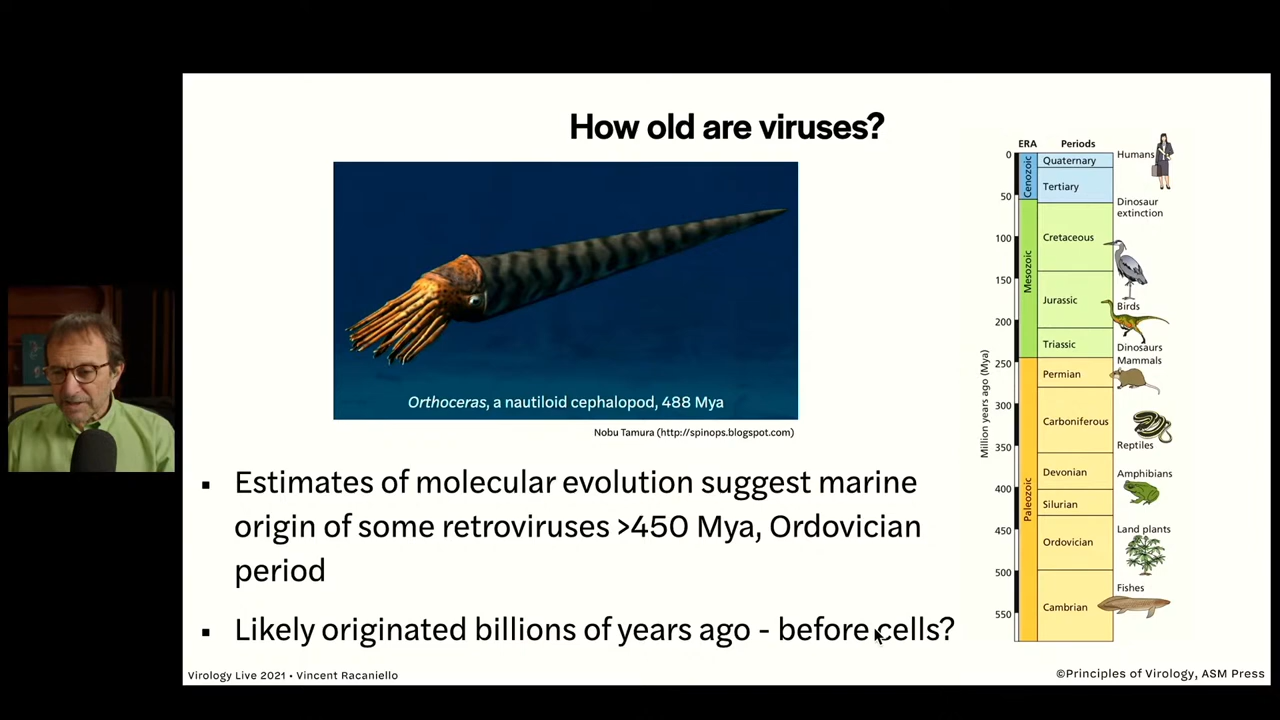 How old are viruses?
Orthoceras, a nautiloid cephalopod, 488 Mya
Nobu Tamura (http://spinops.blogspot.com)
▪ Estimates of molecular evolution suggest marine
origin of some retroviruses >450 Mya, Ordovician
period
▪ Likely originated billions of years ago - before cells?
ERA Periods
Million years ago (Mya)
0
50
100
150
200
250
300
350
400
450
500
550
Cenozoic
Mesozoic
Paleozoic
Quaternary
Tertiary
Cretaceous
Jurassic
Triassic
Permian
Carboniferous
Devonian
Silurian
Ordovician
Cambrian
Humans
Dinosaur
extinction
Birds
Dinosaurs
Mammals
Reptiles
Amphibians
Land plants
Fishes
Virology Live 2021 • Vincent Racaniello
©Principles of Virology, ASM Press